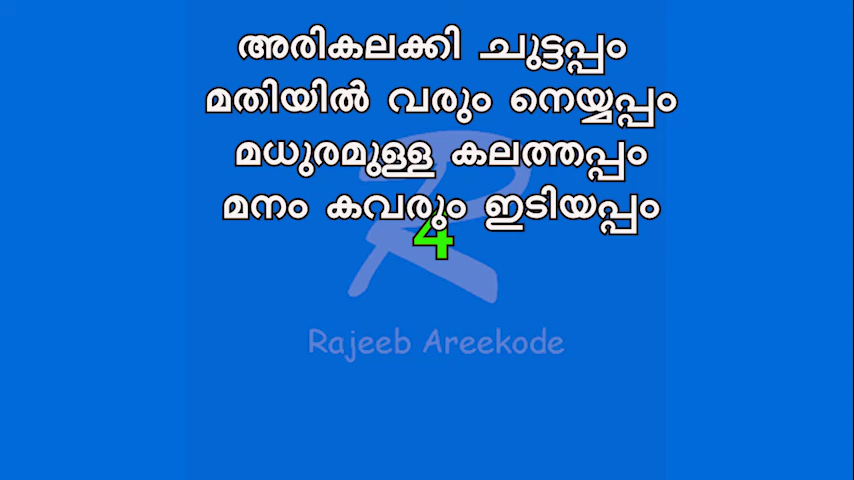 അരികലക്കി ചുട്ടപ്പം
മതിയിൽ വരും നെയ്യപ്പം
മധുരമുള്ള കലത്തപ്പം
മനം കവരും ഇടിയപ്പം
4
R
Rajeeb Areekode